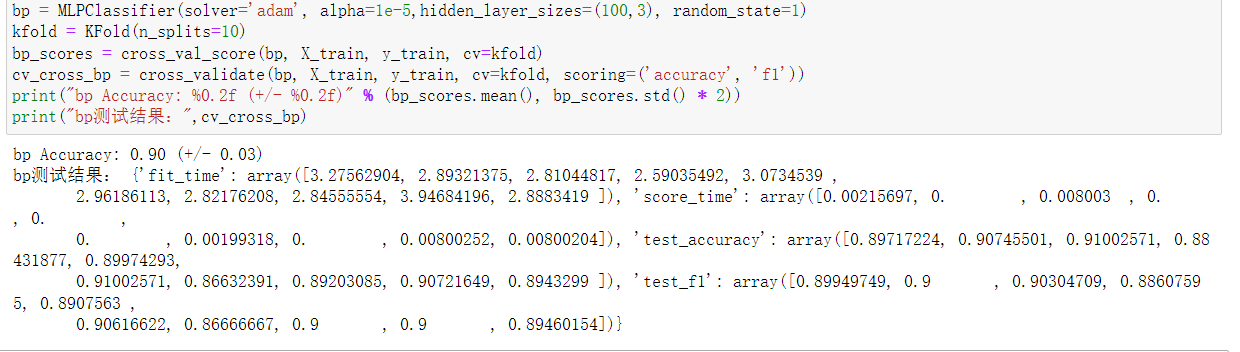 bp = MLPClassifier(solver='adam', alpha=1e-5,hidden_layer_sizes=(100,3), random_state=1)
kfold = KFold(n_splits=10)
bp_scores = cross_val_score(bp, X_train, y_train, cv=kfold)
cv_cross_bp = cross_validate(bp, X_train, y_train, cv=kfold, scoring=('accuracy', 'f1'))
print("bp Accuracy: %0.2f (+/- %0.2f)" % (bp_scores.mean(), bp_scores.std() * 2))
print("bp测试结果：",cv_cross_bp)
bp Accuracy: 0.90 (+/- 0.03)
bp测试结果： {'fit_time': array([3.27562904, 2.89321375, 2.81044817, 2.59035492, 3.0734539 ,
2.96186113, 2.82176208, 2.84555554, 3.94684196, 2.8883419 ]), 'score_time': array([0.00215697, 0.        , 0.008003  , 0.
, 0.        ,
0.        , 0.00199318, 0.        , 0.00800252, 0.00800204]), 'test_accuracy': array([0.89717224, 0.90745501, 0.91002571, 0.88
431877, 0.89974293,
0.91002571, 0.86632391, 0.89203085, 0.90721649, 0.8943299 ]), 'test_f1': array([0.89949749, 0.9       , 0.90304709, 0.8860759
5, 0.8907563 ,
0.90616622, 0.86666667, 0.9       , 0.9       , 0.89460154])}